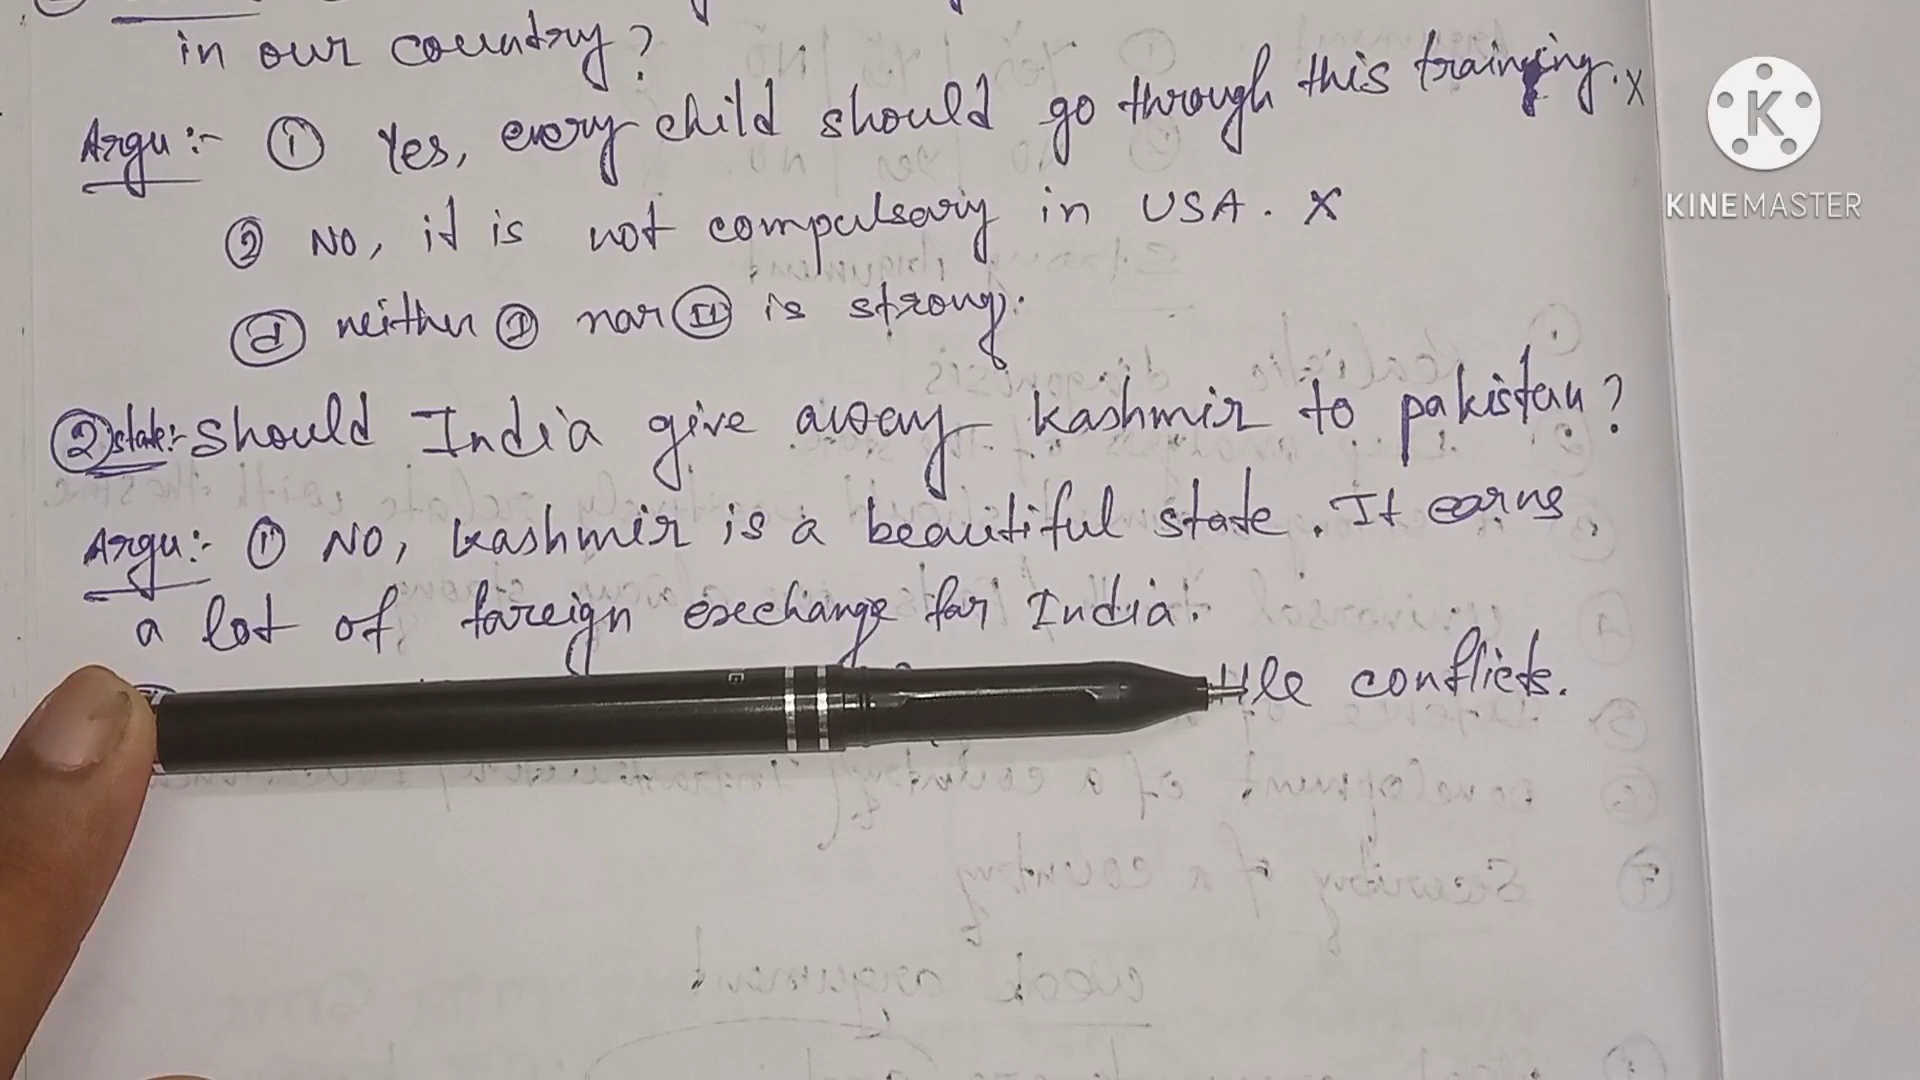 in our country?
Argu:- ① Yes, every child should go through this training. X
② NO, it is not compulsory in USA. X
ⓓ neither Ⓘ nor Ⓘⓘ is strong.
② state:- should India give away Kashmir to pakistan?
Argu:- ① NO, Kashmir is a beautiful state. It earns
a lot of foreign exchange for India.
conflicts.
KINEMASTER